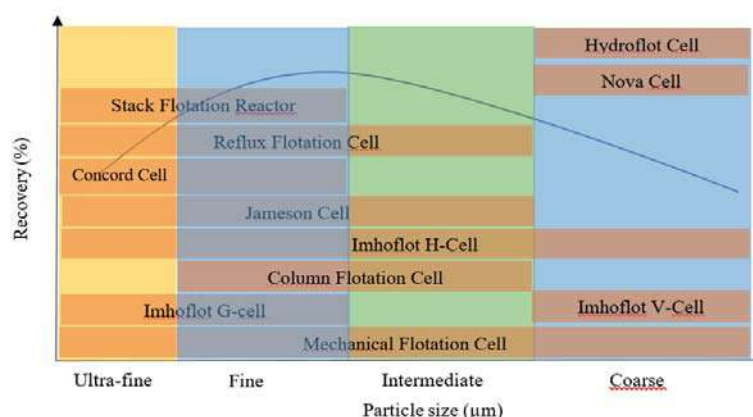 Hydroflot Cell
Nova Cell
Stack Flotation Reactor
Reflux Flotation Cell
Concord Cell
Jameson Cell
Imhoflot H-Cell
Column Flotation Cell
Imhoflot G-cell
Imhoflot V-Cell
Mechanical Flotation Cell
Recovery (%)
Ultra-fine
Fine
Intermediate
Coarse
Particle size (μm)